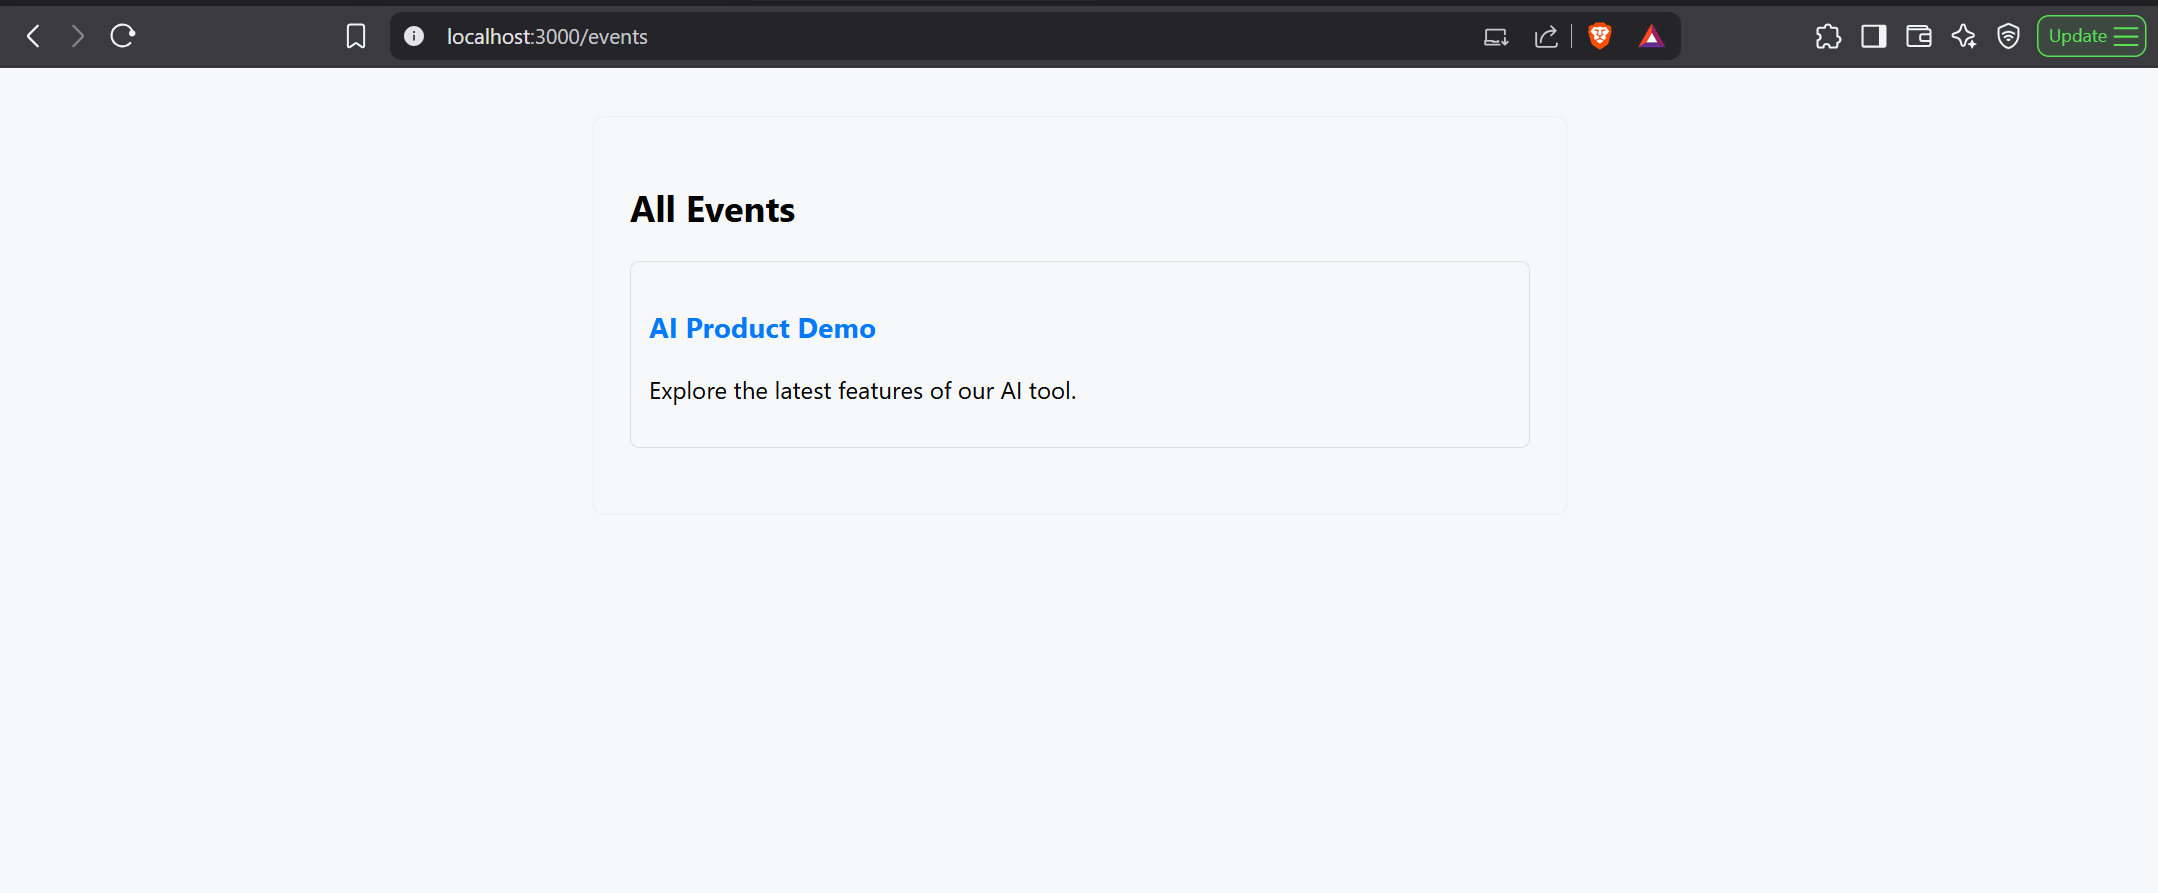 localhost:3000/events
Update
All Events
AI Product Demo
Explore the latest features of our AI tool.